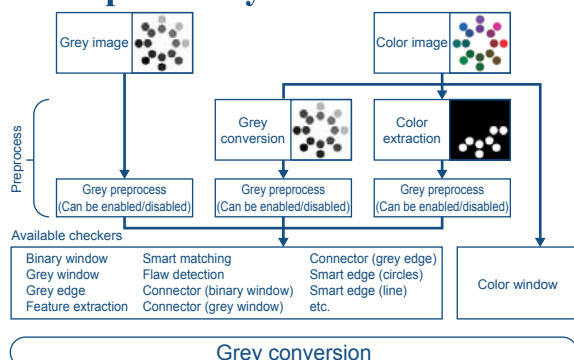 Grey image
Color image
Preprocess
Grey
conversion
Color
extraction
Grey preprocess
(Can be enabled/disabled)
Grey preprocess
(Can be enabled/disabled)
Grey preprocess
(Can be enabled/disabled)
Available checkers
Binary window
Grey window
Grey edge
Feature extraction
Smart matching
Flaw detection
Connector (binary window)
Connector (grey window)
Connector (grey edge)
Smart edge (circles)
Smart edge (line)
etc.
Color window
Grey conversion